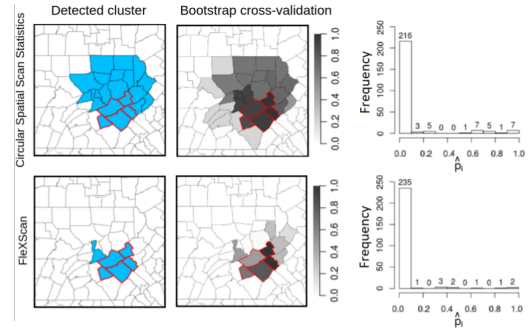 Detected cluster
Bootstrap cross-validation
Circular Spatial Scan Statistics
0.0 0.2 0.4 0.6 0.8 1.0
Frequency
0 50 100 150 200 250
216 3 5 0 0 1 7 5 1 7
0.0 0.2 0.4 0.6 0.8 1.0
p̂i
FleXScan
0.0 0.2 0.4 0.6 0.8 1.0
Frequency
0 50 100 150 200 250
235 1 0 3 2 0 1 0 1 2
0.0 0.2 0.4 0.6 0.8 1.0
p̂i